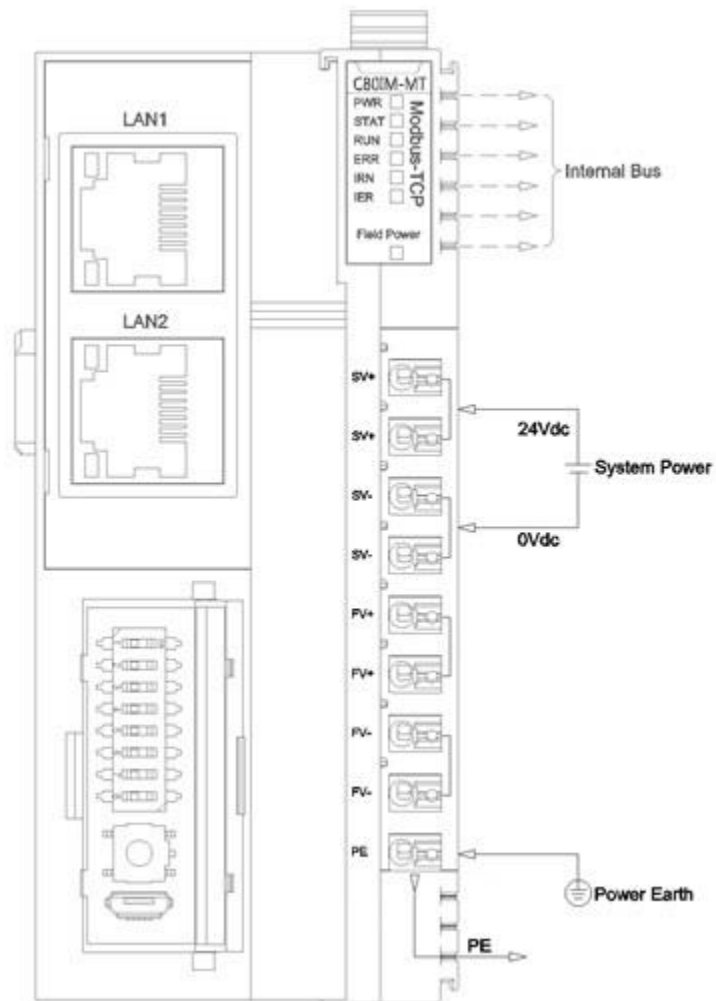 C80IM-MT
PWR
STAT
RUN
ERR
IRN
IER
Modbus-TCP
Field Power
Internal Bus
LAN1
LAN2
SV+
SV+
SV-
SV-
FV+
FV+
FV-
FV-
PE
24Vdc
System Power
0Vdc
Power Earth
PE